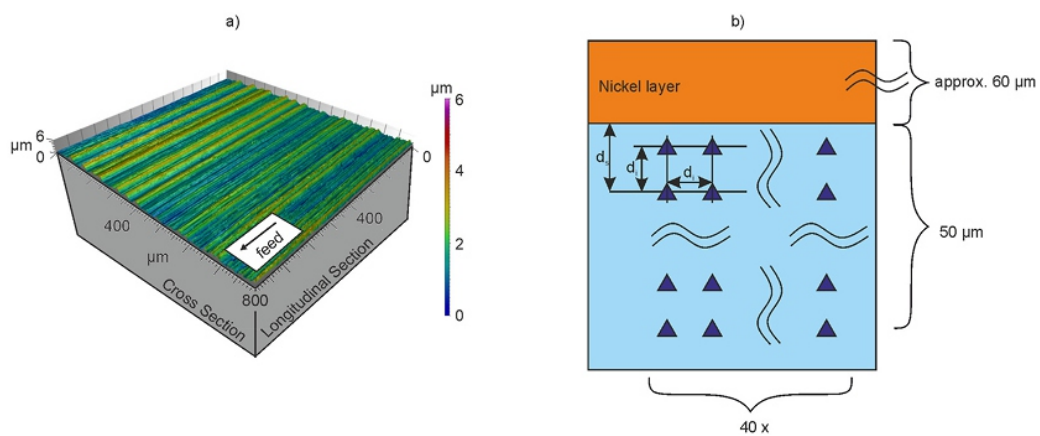 a)
µm
6
0
400
µm
Cross Section
800
Longitudinal Section
400
0
feed
µm
6
4
2
0
b)
Nickel layer
approx. 60 µm
d
d
d
50 µm
40 x